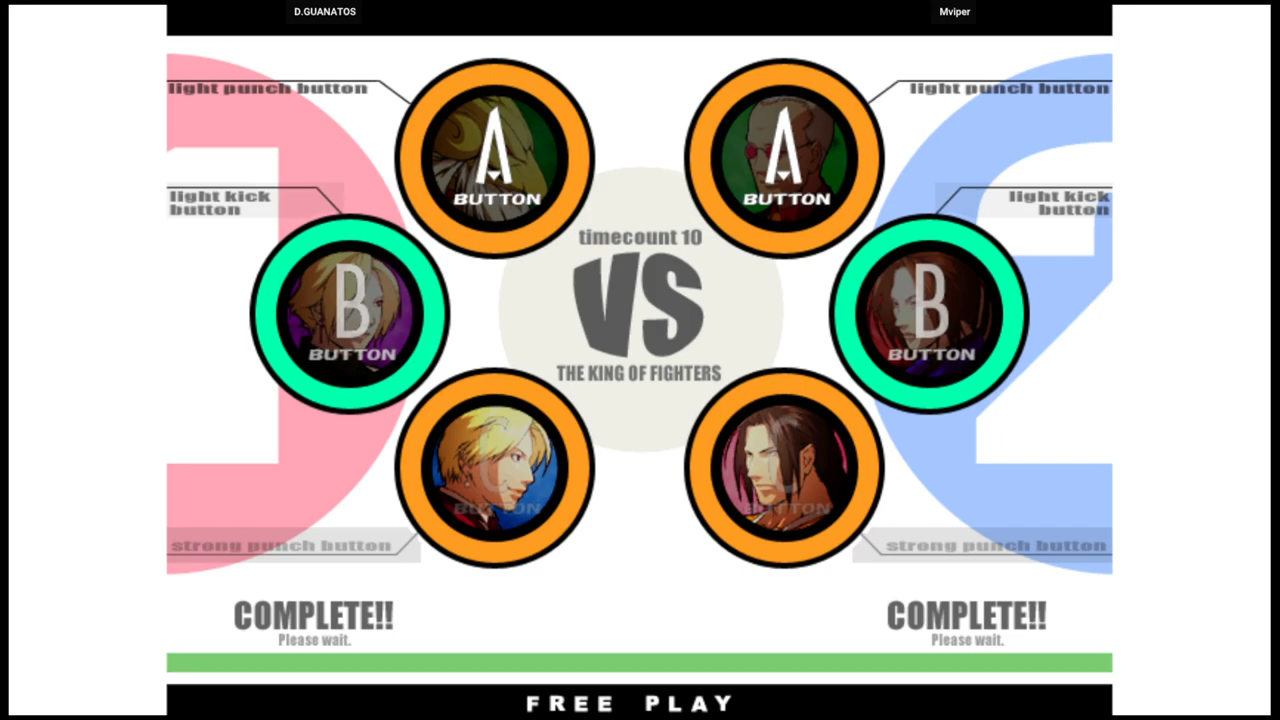 D.GUANATOS
Mviper
light punch button
light punch button
A
BUTTON
A
BUTTON
light kick
button
light kick
button
timecount 10
B
BUTTON
VS
B
BUTTON
THE KING OF FIGHTERS
C
BUTTON
C
BUTTON
strong punch button
strong punch button
COMPLETE!!
Please wait.
COMPLETE!!
Please wait.
FREE PLAY